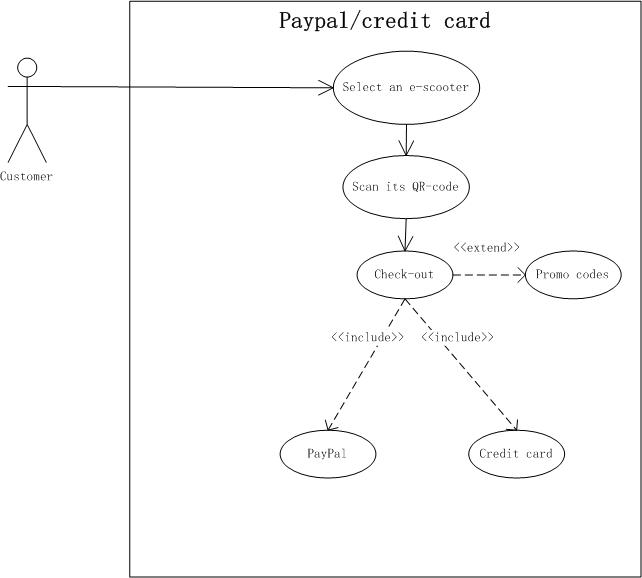 Paypal/credit card
Select an e-scooter
Customer
Scan its QR-code
<<extend>>
Check-out
Promo codes
<<include>>
<<include>>
PayPal
Credit card